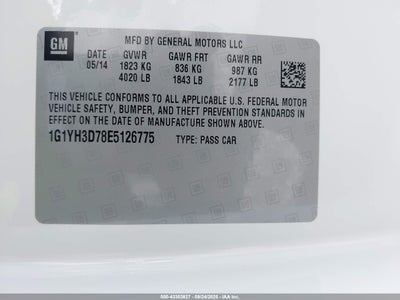 GM
MFD BY GENERAL MOTORS LLC
DATE GVWR GAWR FRT GAWR RR
05/14 1823 KG 836 KG 987 KG
4020 LB 1843 LB 2177 LB
THIS VEHICLE CONFORMS TO ALL APPLICABLE U.S. FEDERAL MOTOR
VEHICLE SAFETY, BUMPER, AND THEFT PREVENTION STANDARDS
IN EFFECT ON THE DATE OF MANUFACTURE SHOWN ABOVE.
1G1YH3D78E5126775
TYPE: PASS CAR